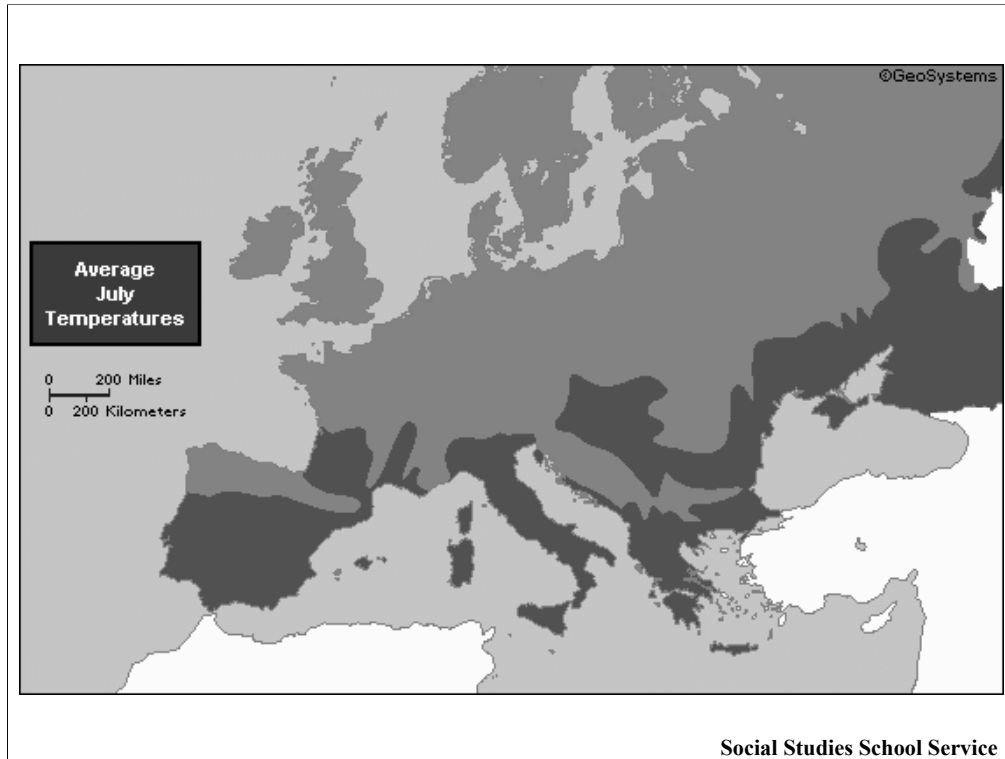 ©GeoSystems
Average
July
Temperatures
0 200 Miles
0 200 Kilometers
Social Studies School Service